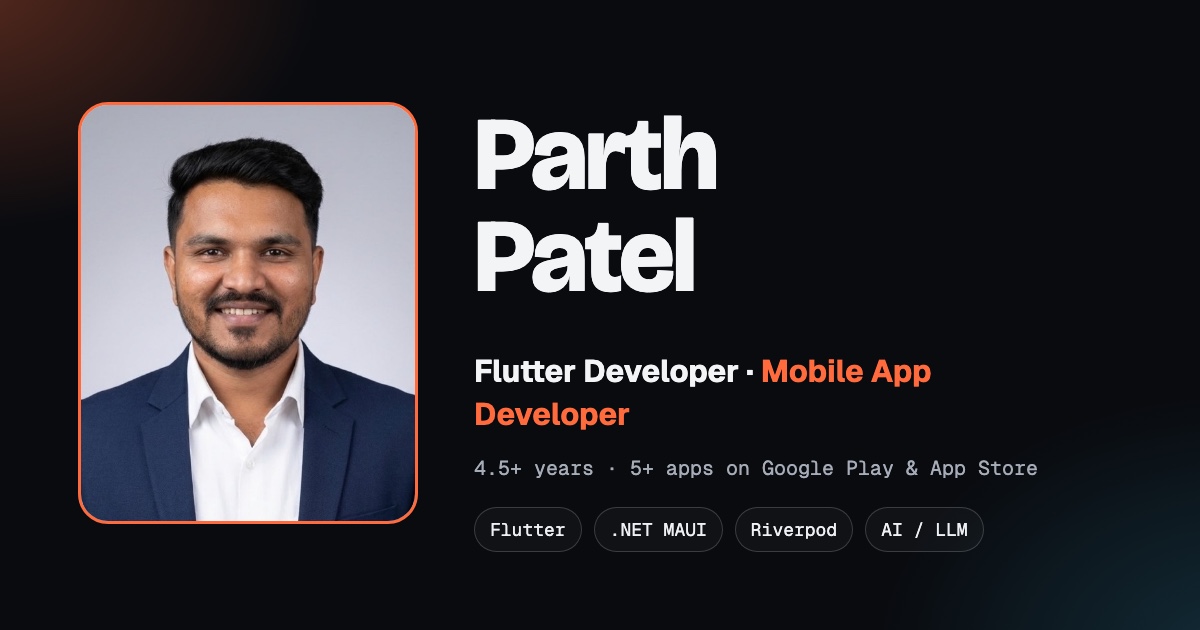 Parth
Patel
Flutter Developer · Mobile App
Developer
4.5+ years · 5+ apps on Google Play & App Store
Flutter .NET MAUI Riverpod AI / LLM